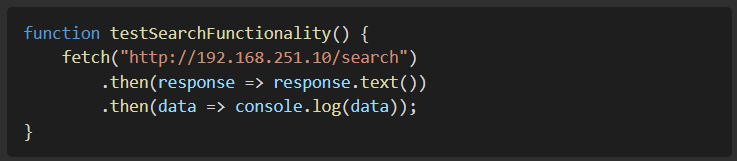 function testSearchFunctionality() {
    fetch("http://192.168.251.10/search")
        .then(response => response.text())
        .then(data => console.log(data));
}